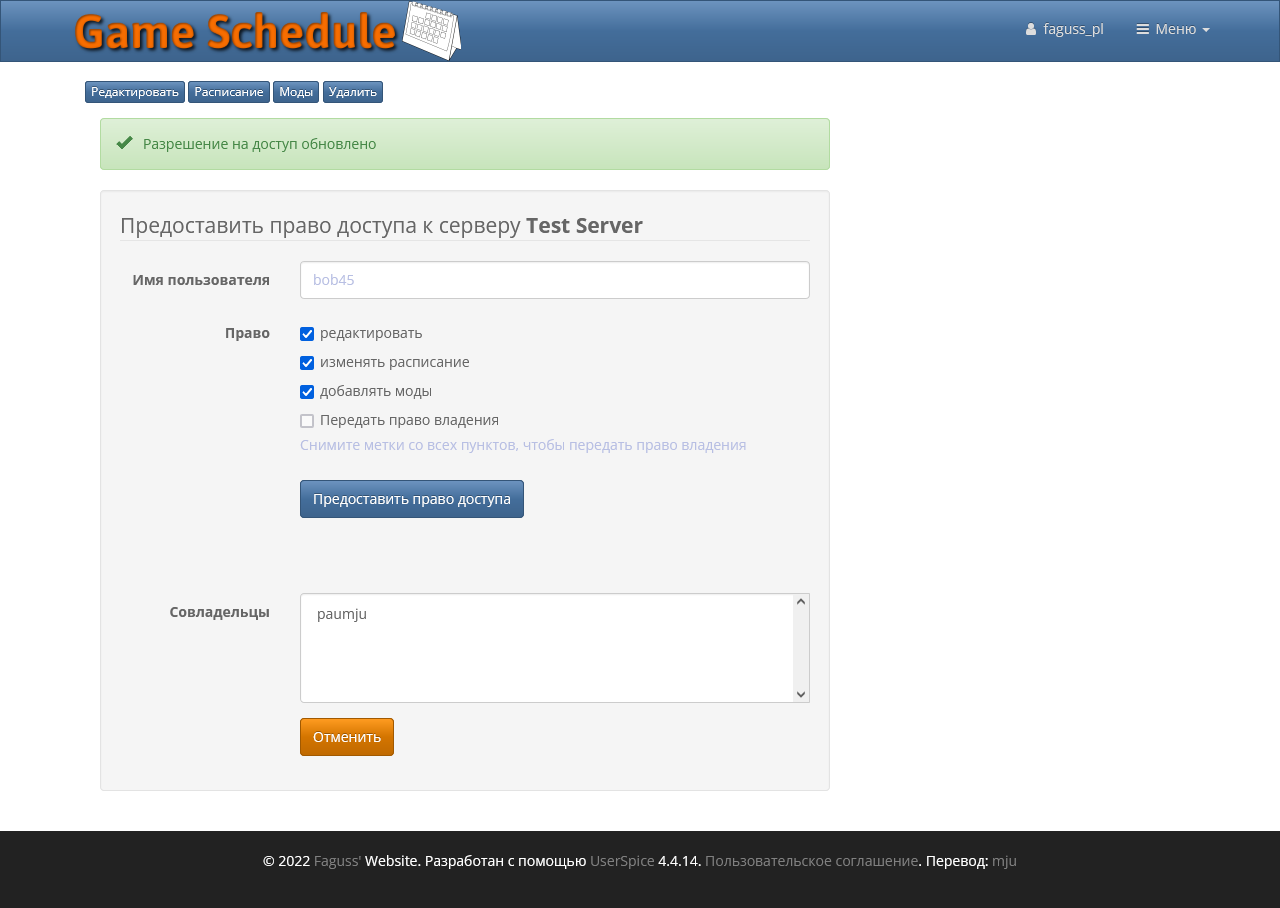 Game Schedule
faguss_pl
Меню
Редактировать Расписание Моды Удалить
Разрешение на доступ обновлено
Предоставить право доступа к серверу Test Server
Имя пользователя
bob45
Право
редактировать
изменять расписание
добавлять моды
Передать право владения
Снимите метки со всех пунктов, чтобы передать право владения
Предоставить право доступа
Совладельцы
paumju
Отменить
© 2022 Faguss' Website. Разработан с помощью UserSpice 4.4.14. Пользовательское соглашение. Перевод: mju